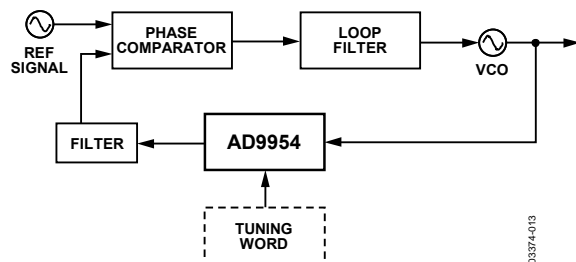 REF
SIGNAL
PHASE
COMPARATOR
LOOP
FILTER
VCO
FILTER
AD9954
TUNING
WORD
03374-013